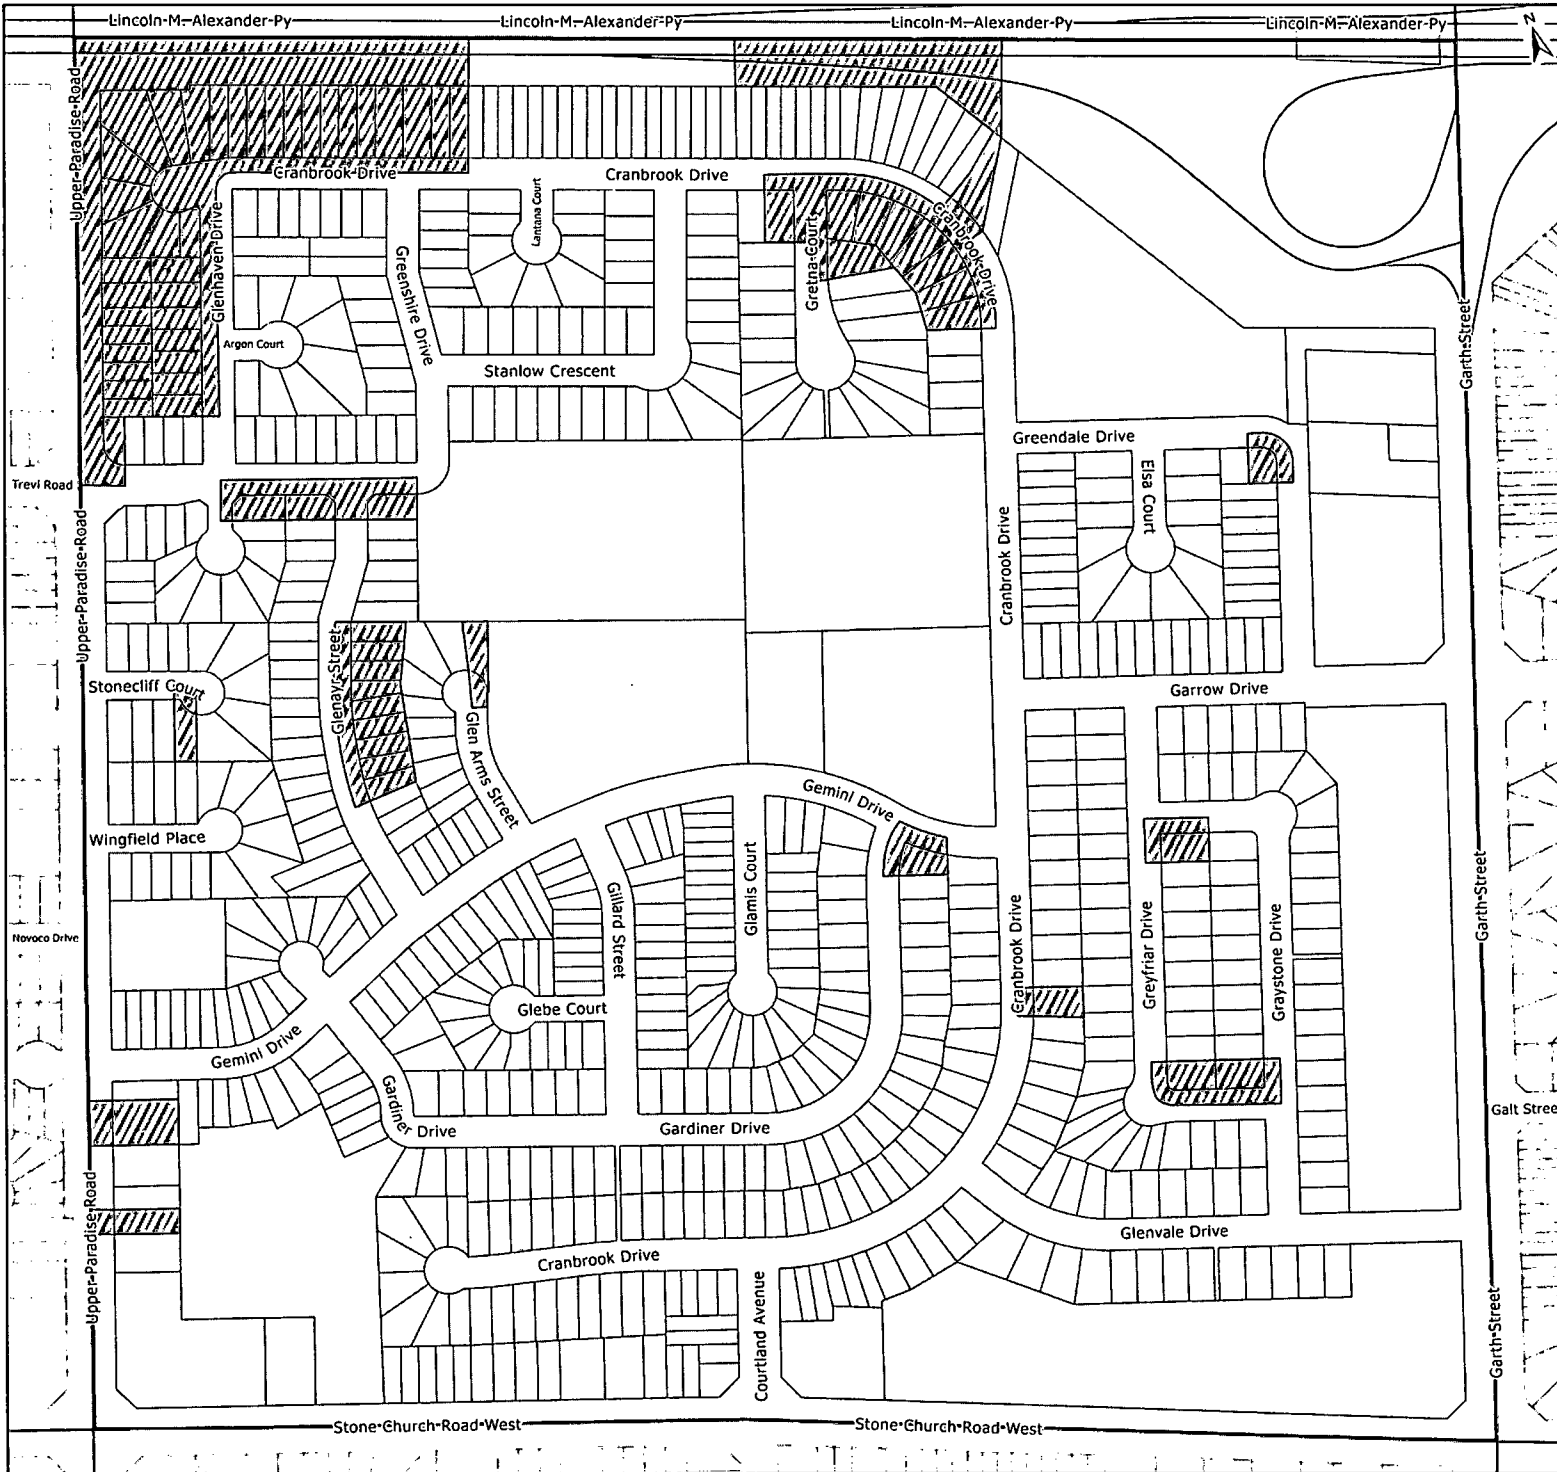 Lincoln-M.-Alexander-Py
Lincoln-M.-Alexander-Py
Lincoln-M.-Alexander-Py
Lincoln-M.-Alexander-Py
N
Upper-Paradise-Road
Cranbrook-Drive
Cranbrook Drive
Lantana Court
Glenhaven-Drive
Greenshire Drive
Gretna-Court
Cranbrook-Drive
Argon Court
Stanlow Crescent
Garth-Street
Greendale Drive
Elsa Court
Trevi Road
Upper-Paradise-Road
Cranbrook Drive
Stonecliff Court
Glenayr-Street
Glen Arms Street
Garrow Drive
Gemini Drive
Wingfield Place
Glamis Court
Gillard Street
Garth-Street
Novoco Drive
Cranbrook Drive
Greyfriar Drive
Graystone Drive
Glebe Court
Gemini Drive
Gardiner Drive
Gardiner Drive
Galt Stree
Upper-Paradise-Road
Cranbrook Drive
Glenvale Drive
Courtland Avenue
Garth-Street
Stone-Church-Road-West
Stone-Church-Road-West